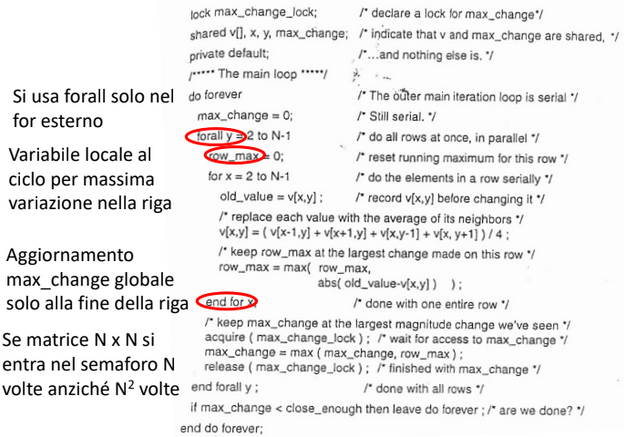 lock max_change_lock; /* declare a lock for max_change*/
shared v[], x, y, max_change; /* indicate that v and max_change are shared, */
private default; /*...and nothing else is. */
/***** The main loop *****/
Si usa forall solo nel
for esterno
do forever /* The outer main iteration loop is serial */
max_change = 0; /* Still serial. */
forall y = 2 to N-1 /* do all rows at once, in parallel */
Variabile locale al
ciclo per massima
variazione nella riga
row_max = 0; /* reset running maximum for this row */
for x = 2 to N-1 /* do the elements in a row serially */
old_value = v[x,y] ; /* record v[x,y] before changing it */
/* replace each value with the average of its neighbors */
v[x,y] = ( v[x-1,y] + v[x+1,y] + v[x,y-1] + v[x, y+1] ) / 4 ;
Aggiornamento
max_change globale
solo alla fine della riga
/* keep row_max at the largest change made on this row */
row_max = max( row_max,
abs( old_value-v[x,y] ) ) ;
end for x; /* done with one entire row */
Se matrice N x N si
entra nel semaforo N
volte anziché N² volte
/* keep max_change at the largest magnitude change we've seen */
acquire ( max_change_lock ) ; /* wait for access to max_change */
max_change = max ( max_change, row_max ) ;
release ( max_change_lock ) ; /* finished with max_change */
end forall y ; /* done with all rows */
if max_change < close_enough then leave do forever ; /* are we done? */
end do forever;